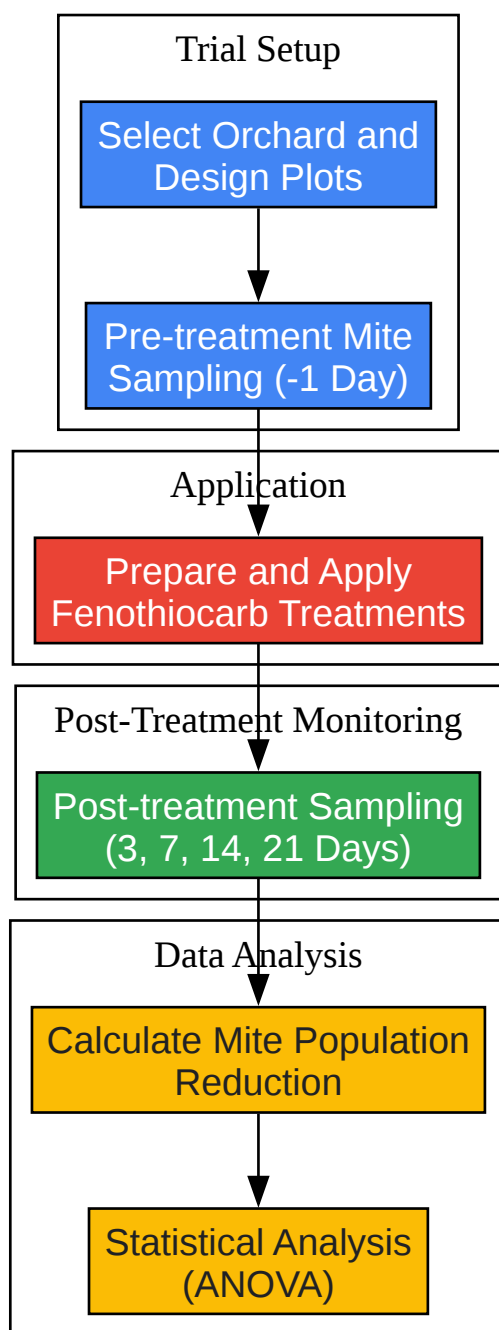 Trial Setup
Select Orchard and
Design Plots
Pre-treatment Mite
Sampling (-1 Day)
Application
Prepare and Apply
Fenothiocarb Treatments
Post-Treatment Monitoring
Post-treatment Sampling
(3, 7, 14, 21 Days)
Data Analysis
Calculate Mite Population
Reduction
Statistical Analysis
(ANOVA)